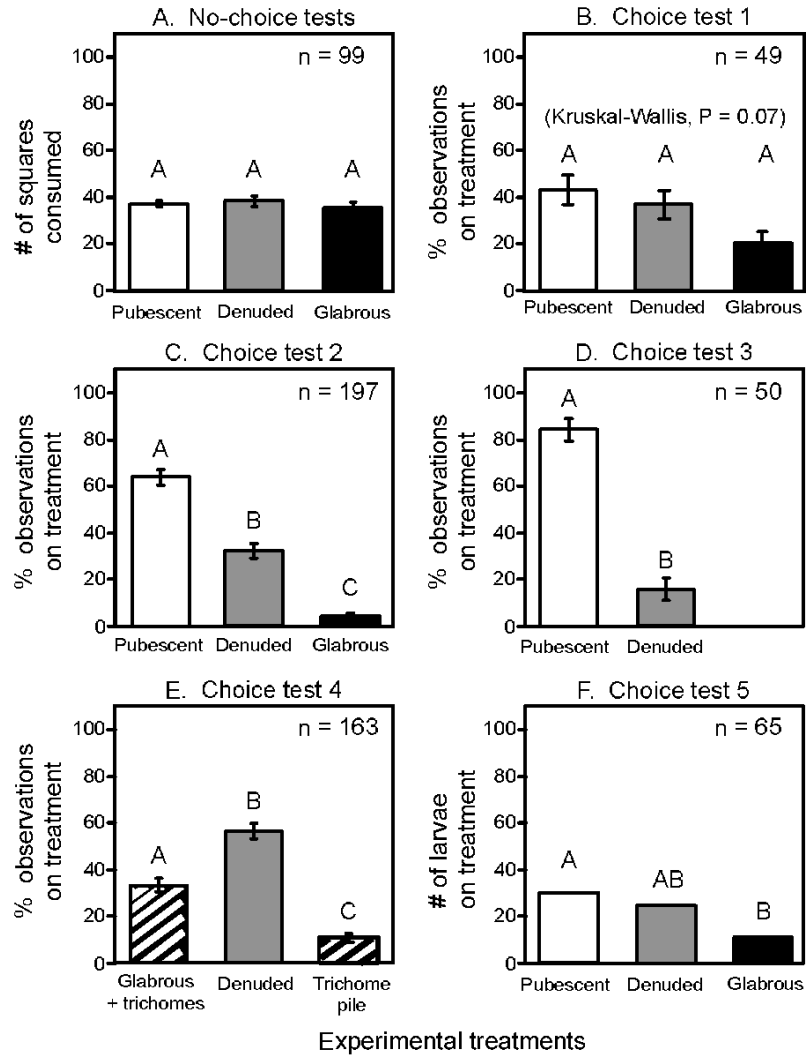 A. No-choice tests
n = 99
# of squares
consumed
100
80
60
40
20
0
A
A
A
Pubescent
Denuded
Glabrous
B. Choice test 1
n = 49
(Kruskal-Wallis, P = 0.07)
% observations
on treatment
100
80
60
40
20
0
A
A
A
Pubescent
Denuded
Glabrous
C. Choice test 2
n = 197
% observations
on treatment
100
80
60
40
20
0
A
B
C
Pubescent
Denuded
Glabrous
D. Choice test 3
n = 50
% observations
on treatment
100
80
60
40
20
0
A
B
Pubescent
Denuded
E. Choice test 4
n = 163
% observations
on treatment
100
80
60
40
20
0
A
B
C
Glabrous
+ trichomes
Denuded
Trichome
pile
F. Choice test 5
n = 65
# of larvae
on treatment
100
80
60
40
20
0
A
AB
B
Pubescent
Denuded
Glabrous
Experimental treatments